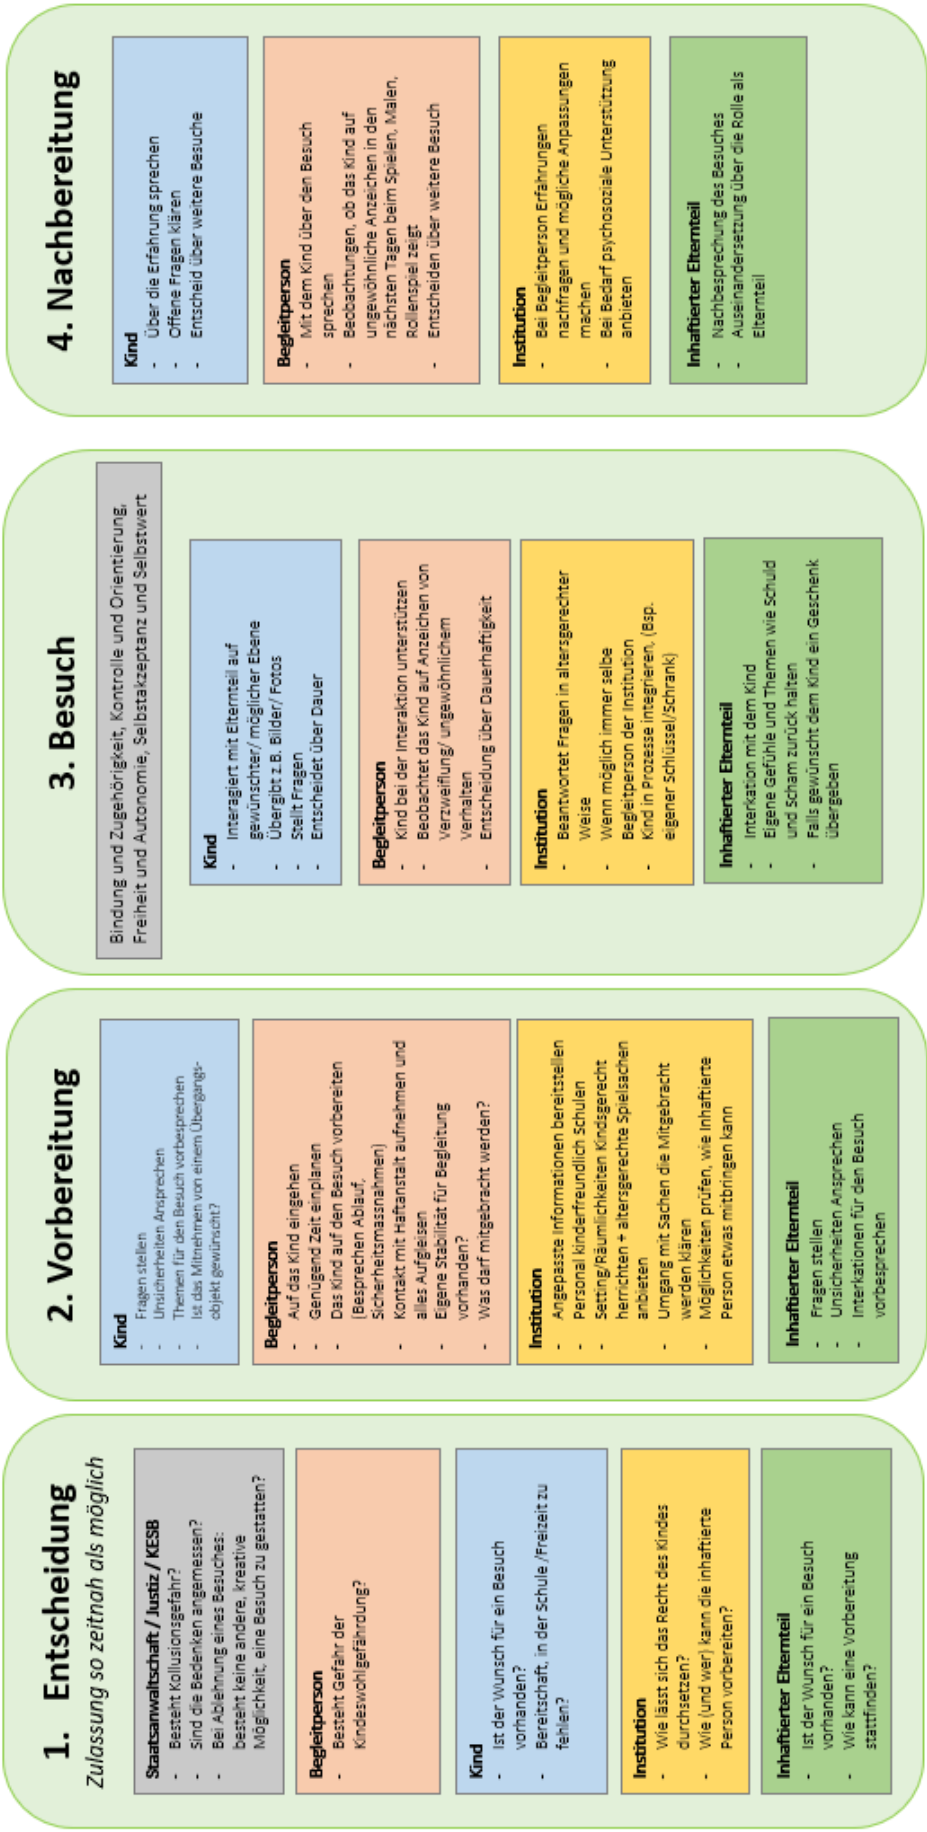 1. Entscheidung
Zulassung so zeitnah als möglich
Staatsanwaltschaft / Justiz / KESB
- Besteht Kollusionsgefahr?
- Sind die Bedenken angemessen?
- Bei Ablehnung eines Besuches:
besteht keine andere, kreative
Möglichkeit, eine Besuch zu gestatten?
Begleitperson
- Besteht Gefahr der
Kindeswohlgefährdung?
Kind
- Ist der Wunsch für ein Besuch
vorhanden?
- Bereitschaft, in der Schule /Freizeit zu
fehlen?
Institution
- Wie lässt sich das Recht des Kindes
durchsetzen?
- Wie (und wer) kann die inhaftierte
Person vorbereiten?
Inhaftierter Elternteil
- Ist der Wunsch für ein Besuch
vorhanden?
- Wie kann eine Vorbereitung
stattfinden?
2. Vorbereitung
Kind
- Fragen stellen
- Unsicherheiten Ansprechen
- Themen für den Besuch vorbesprechen
- Ist das Mitnehmen von einem Übergangs-
objekt gewünscht?
Begleitperson
- Auf das Kind eingehen
- Genügend Zeit einplanen
- Das Kind auf den Besuch vorbereiten
(Besprechen Ablauf,
Sicherheitsmassnahmen)
- Kontakt mit Haftanstalt aufnehmen und
alles Aufgleisen
- Eigene Stabilität für Begleitung
vorhanden?
- Was darf mitgebracht werden?
Institution
- Angepasste Informationen bereitstellen
- Personal kinderfreundlich Schulen
- Setting/Räumlichkeiten Kindsgerecht
herrichten + altersgerechte Spielsachen
anbieten
- Umgang mit Sachen die Mitgebracht
werden klären
- Möglichkeiten prüfen, wie Inhaftierte
Person etwas mitbringen kann
Inhaftierter Elternteil
- Fragen stellen
- Unsicherheiten Ansprechen
- Interkationen für den Besuch
vorbesprechen
3. Besuch
Bindung und Zugehörigkeit, Kontrolle und Orientierung,
Freiheit und Autonomie, Selbstakzeptanz und Selbstwert
Kind
- Interagiert mit Elternteil auf
gewünschter/ möglicher Ebene
- Übergibt z.B. Bilder/ Fotos
- Stellt Fragen
- Entscheidet über Dauer
Begleitperson
- Kind bei der Interaktion unterstützen
- Beobachtet das Kind auf Anzeichen von
Verzweiflung/ ungewöhnlichem
Verhalten
- Entscheidung über Dauerhaftigkeit
Institution
- Beantwortet Fragen in altersgerechter
Weise
- Wenn möglich immer selbe
Begleitperson der Institution
- Kind in Prozesse integrieren, (Bsp.
eigener Schlüssel/Schrank)
Inhaftierter Elternteil
- Interkation mit dem Kind
- Eigene Gefühle und Themen wie Schuld
und Scham zurück halten
- Falls gewünscht dem Kind ein Geschenk
übergeben
4. Nachbereitung
Kind
- Über die Erfahrung sprechen
- Offene Fragen klären
- Entscheid über weitere Besuche
Begleitperson
- Mit dem Kind über den Besuch
sprechen
- Beobachtungen, ob das Kind auf
ungewöhnliche Anzeichen in den
nächsten Tagen beim Spielen, Malen,
Rollenspiel zeigt
- Entscheiden über weitere Besuch
Institution
- Bei Begleitperson Erfahrungen
nachfragen und mögliche Anpassungen
machen
- Bei Bedarf psychosoziale Unterstützung
anbieten
Inhaftierter Elternteil
- Nachbesprechung des Besuches
- Auseinandersetzung über die Rolle als
Elternteil